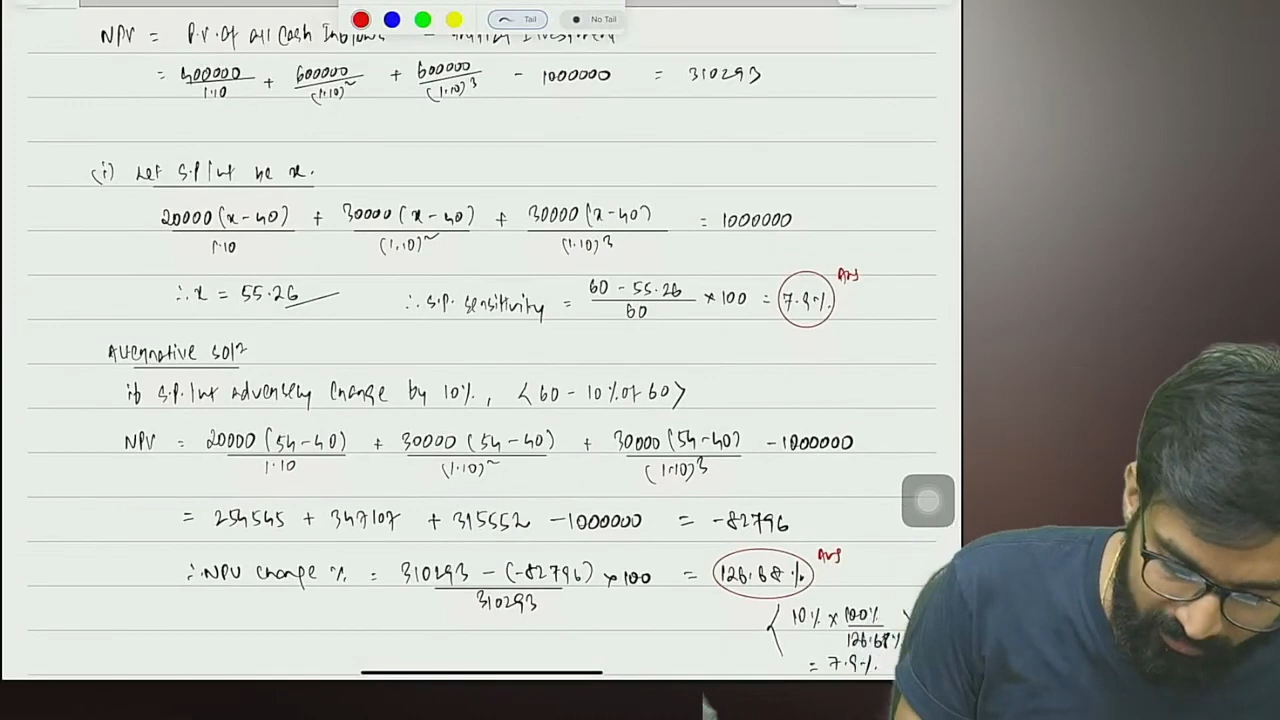 Tail No Tail
NPV = P.V. Of all Cash Inflows - Initial Investment
= 400000/1.10 + 600000/(1.10)² + 600000/(1.10)³ - 1000000 = 310293
(i) Let S.P/unt be x.
20000(x-40)/1.10 + 30000(x-40)/(1.10)² + 30000(x-40)/(1.10)³ = 1000000
∴ x = 55.26 ∴ S.P. sensitivity = (60 - 55.26)/60 × 100 = 7.9% Ans
Alternative Solⁿ
if S.P./unt adversely change by 10%, <60 - 10% of 60>
NPV = 20000(54-40)/1.10 + 30000(54-40)/(1.10)² + 30000(54-40)/(1.10)³ - 1000000
= 254545 + 347107 + 315552 - 1000000 = -82796
∴ NPV change % = (310293 - (-82796))/310293 × 100 = 126.68% Ans
<10% × 100%/126.68%
= 7.9%